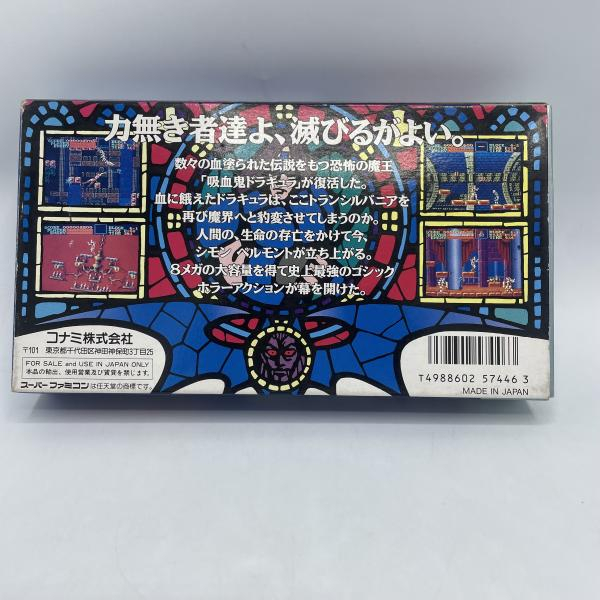 力無き者達よ、滅びるがよい。
数々の血塗られた伝説をもつ恐怖の魔王
「吸血鬼ドラキュラ」が復活した。
血に餓えたドラキュラは、ここトランシルバニアを
再び魔界へと豹変させてしまうのか。
人間の、生命の存亡をかけて今、
シモン・ベルモントが立ち上がる。
8メガの大容量を得て史上最強のゴシック
ホラーアクションが幕を開けた。
コナミ株式会社
〒101 東京都千代田区神田神保町3丁目25
FOR SALE and USE IN JAPAN ONLY
本品の輸出、使用営業及び賃貸を禁じます。
スーパーファミコンは任天堂の商標です。
T4988602 57446 3
MADE IN JAPAN